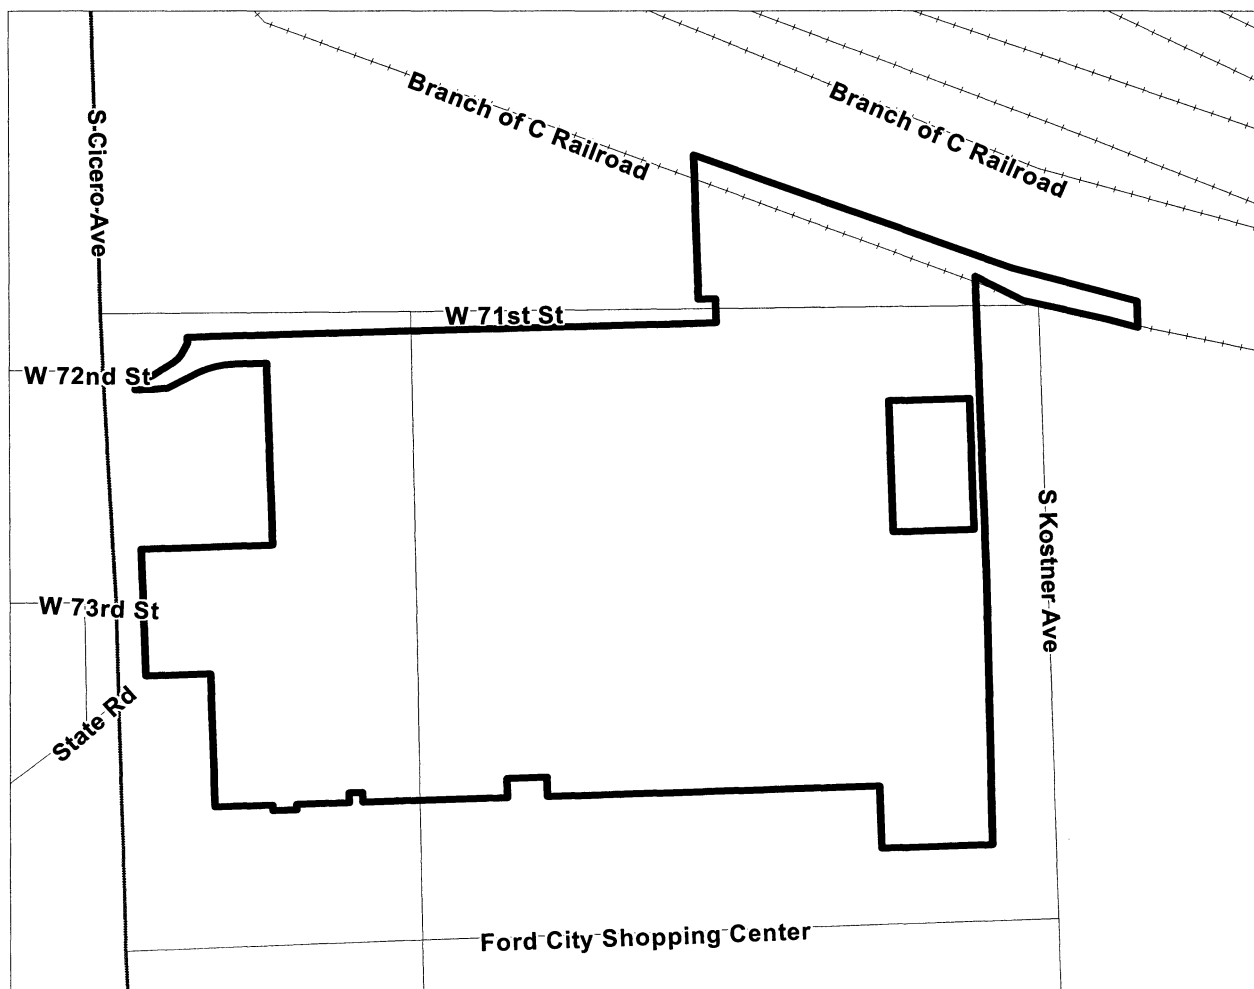 Branch of C Railroad
Branch of C Railroad
S Cicero Ave
W 71st St
W 72nd St
S Kostner Ave
W 73rd St
State Rd
Ford City Shopping Center